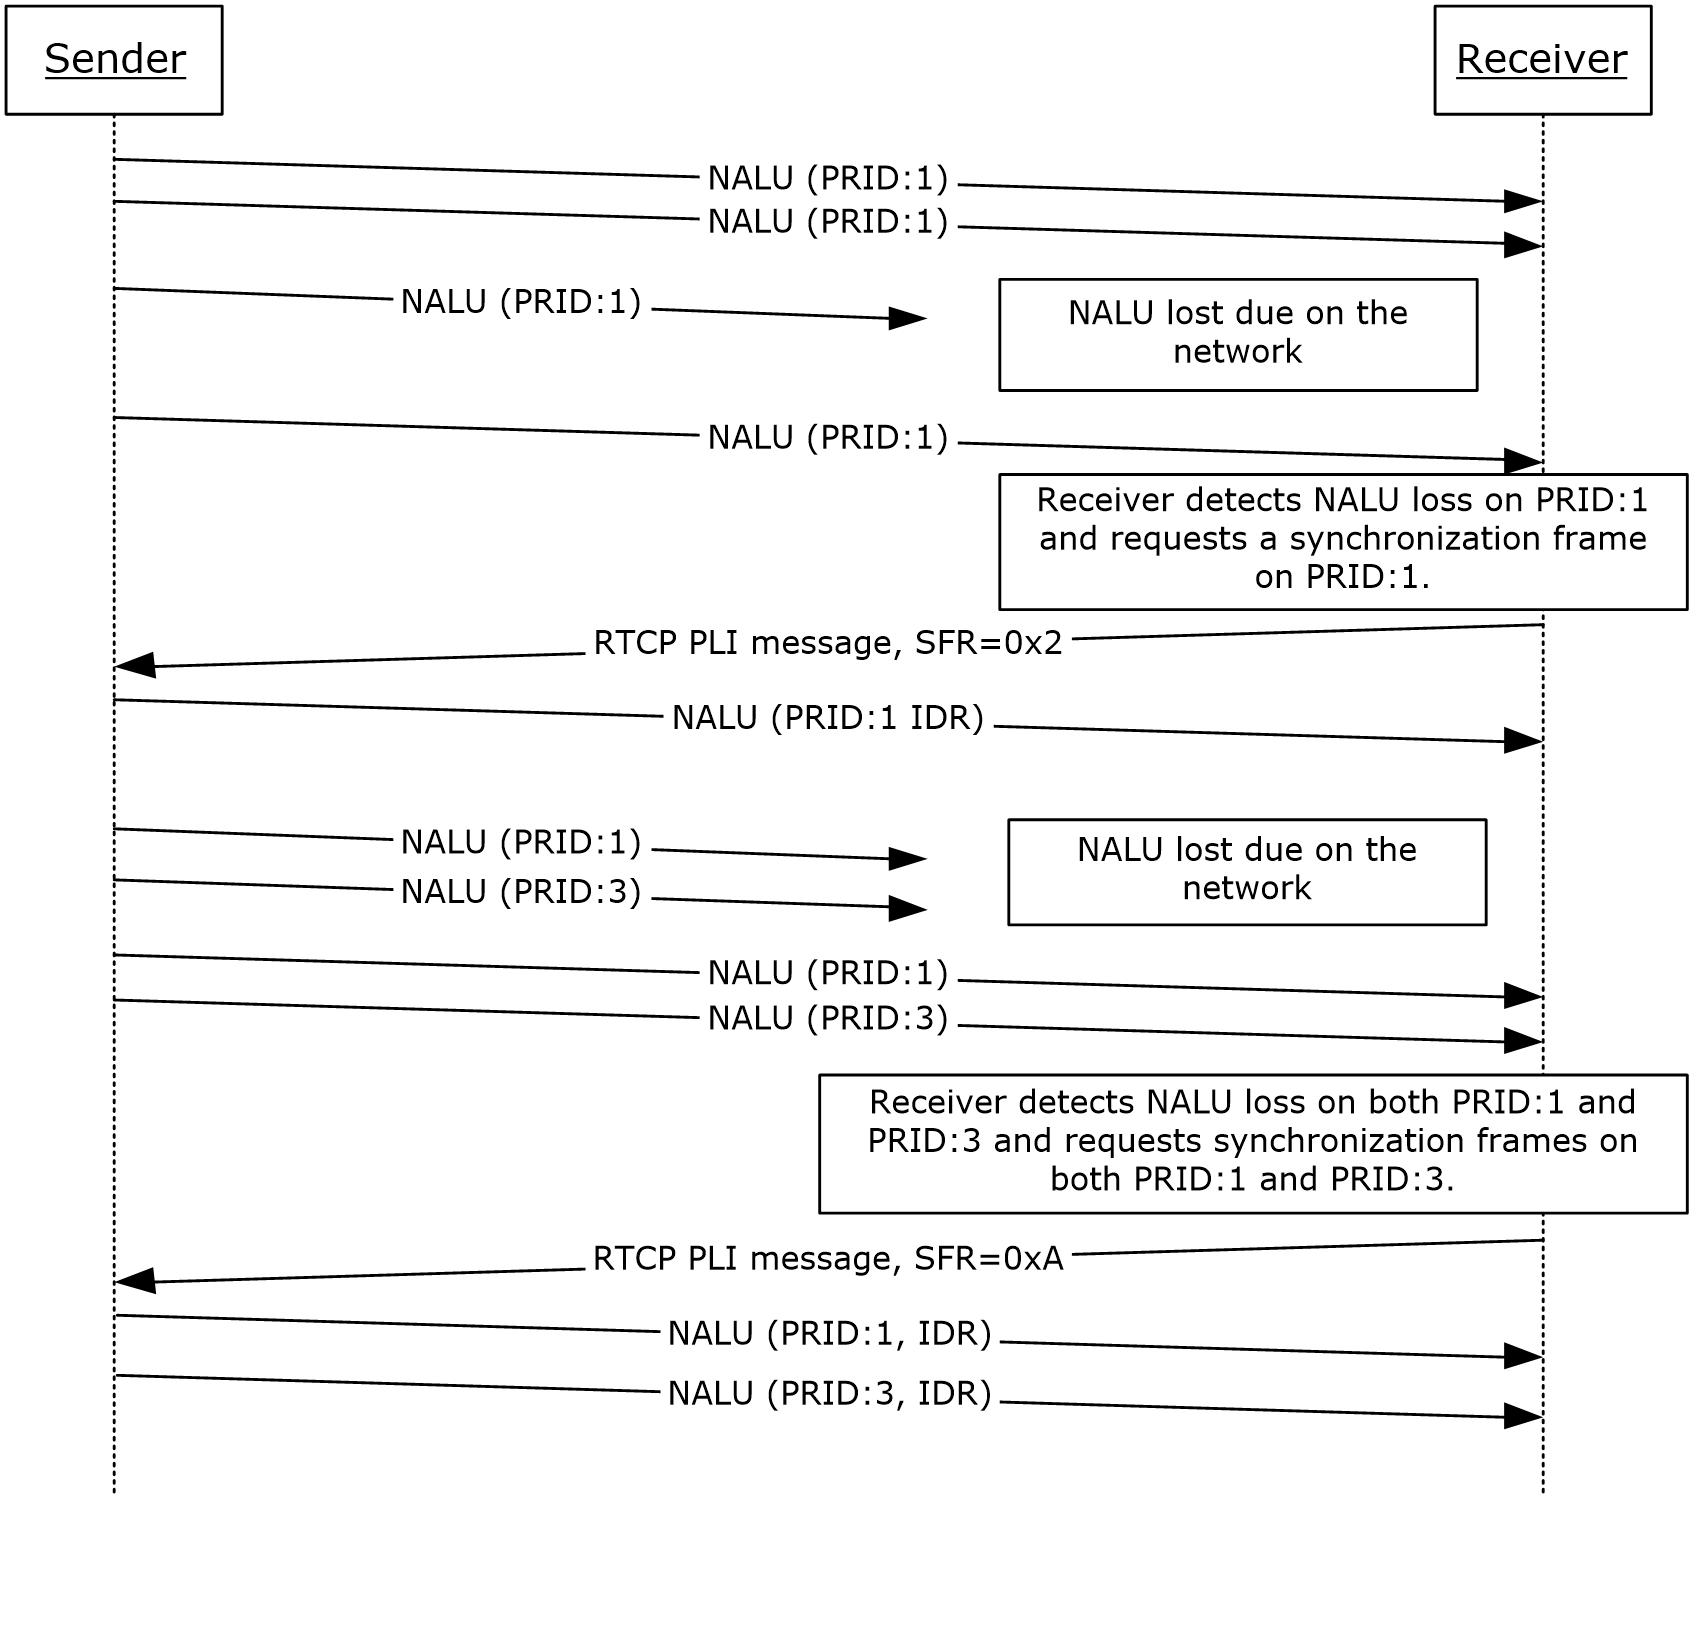 Sender
Receiver
NALU (PRID:1)
NALU (PRID:1)
NALU (PRID:1)
NALU lost due on the
network
NALU (PRID:1)
Receiver detects NALU loss on PRID:1
and requests a synchronization frame
on PRID:1.
RTCP PLI message, SFR=0x2
NALU (PRID:1 IDR)
NALU (PRID:1)
NALU lost due on the
network
NALU (PRID:3)
NALU (PRID:1)
NALU (PRID:3)
Receiver detects NALU loss on both PRID:1 and
PRID:3 and requests synchronization frames on
both PRID:1 and PRID:3.
RTCP PLI message, SFR=0xA
NALU (PRID:1, IDR)
NALU (PRID:3, IDR)